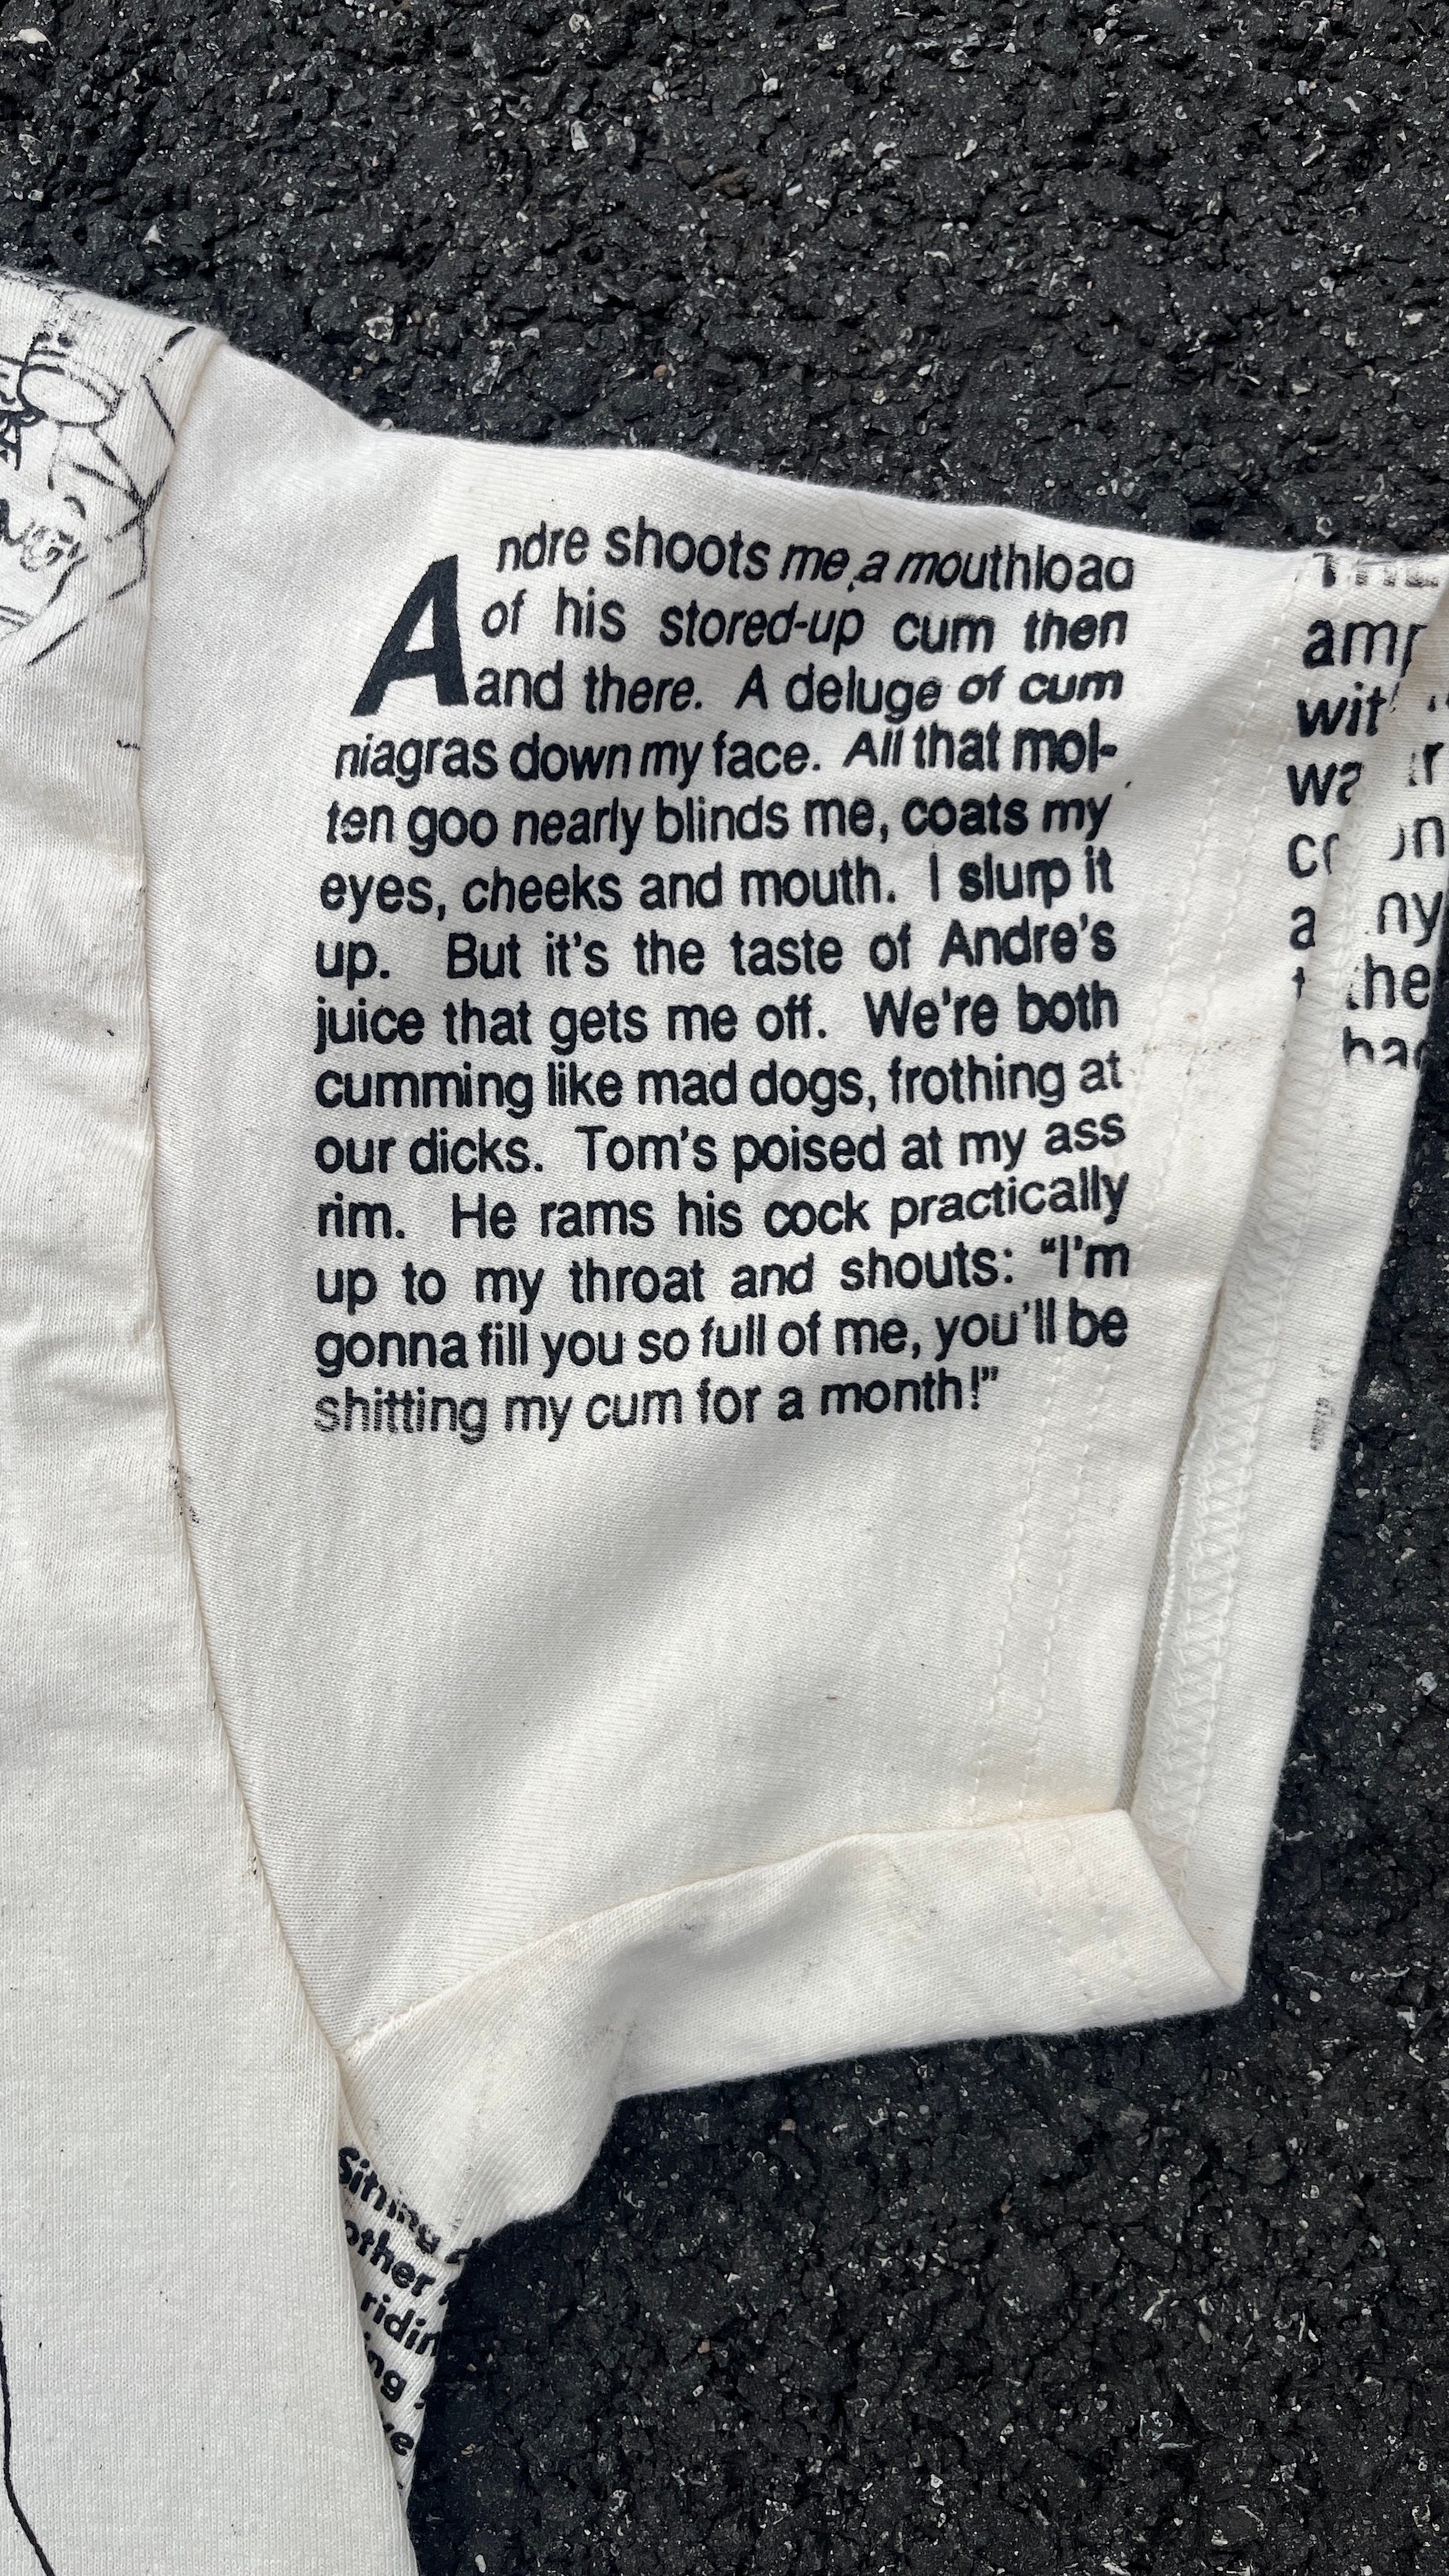 Andre shoots me a mouthload
of his stored-up cum then
and there. A deluge of cum
niagras down my face. All that mol-
ten goo nearly blinds me, coats my
eyes, cheeks and mouth. I slurp it
up. But it's the taste of Andre's
juice that gets me off. We're both
cumming like mad dogs, frothing at
our dicks. Tom's poised at my ass
rim. He rams his cock practically
up to my throat and shouts: “I'm
gonna fill you so full of me, you'll be
shitting my cum for a month!”
Sitting
other